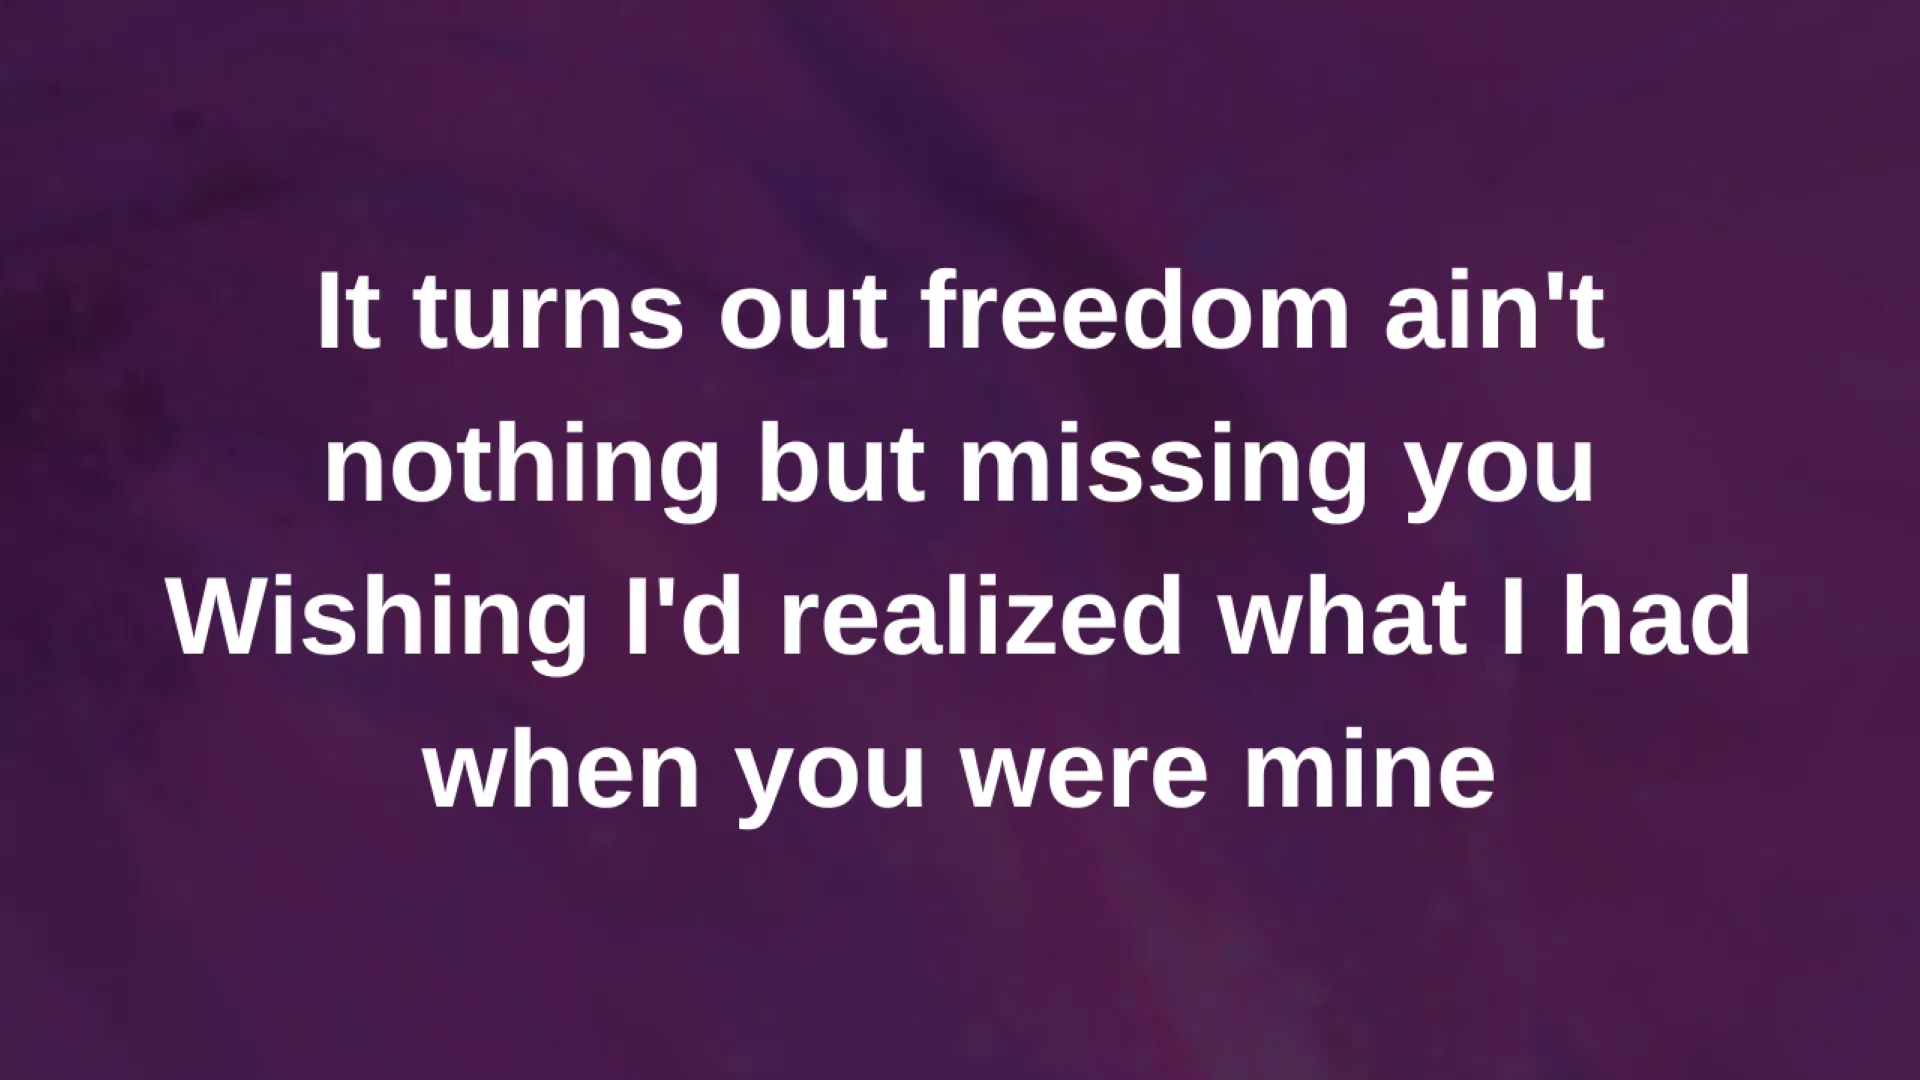 It turns out freedom ain't
nothing but missing you
Wishing I'd realized what I had
when you were mine